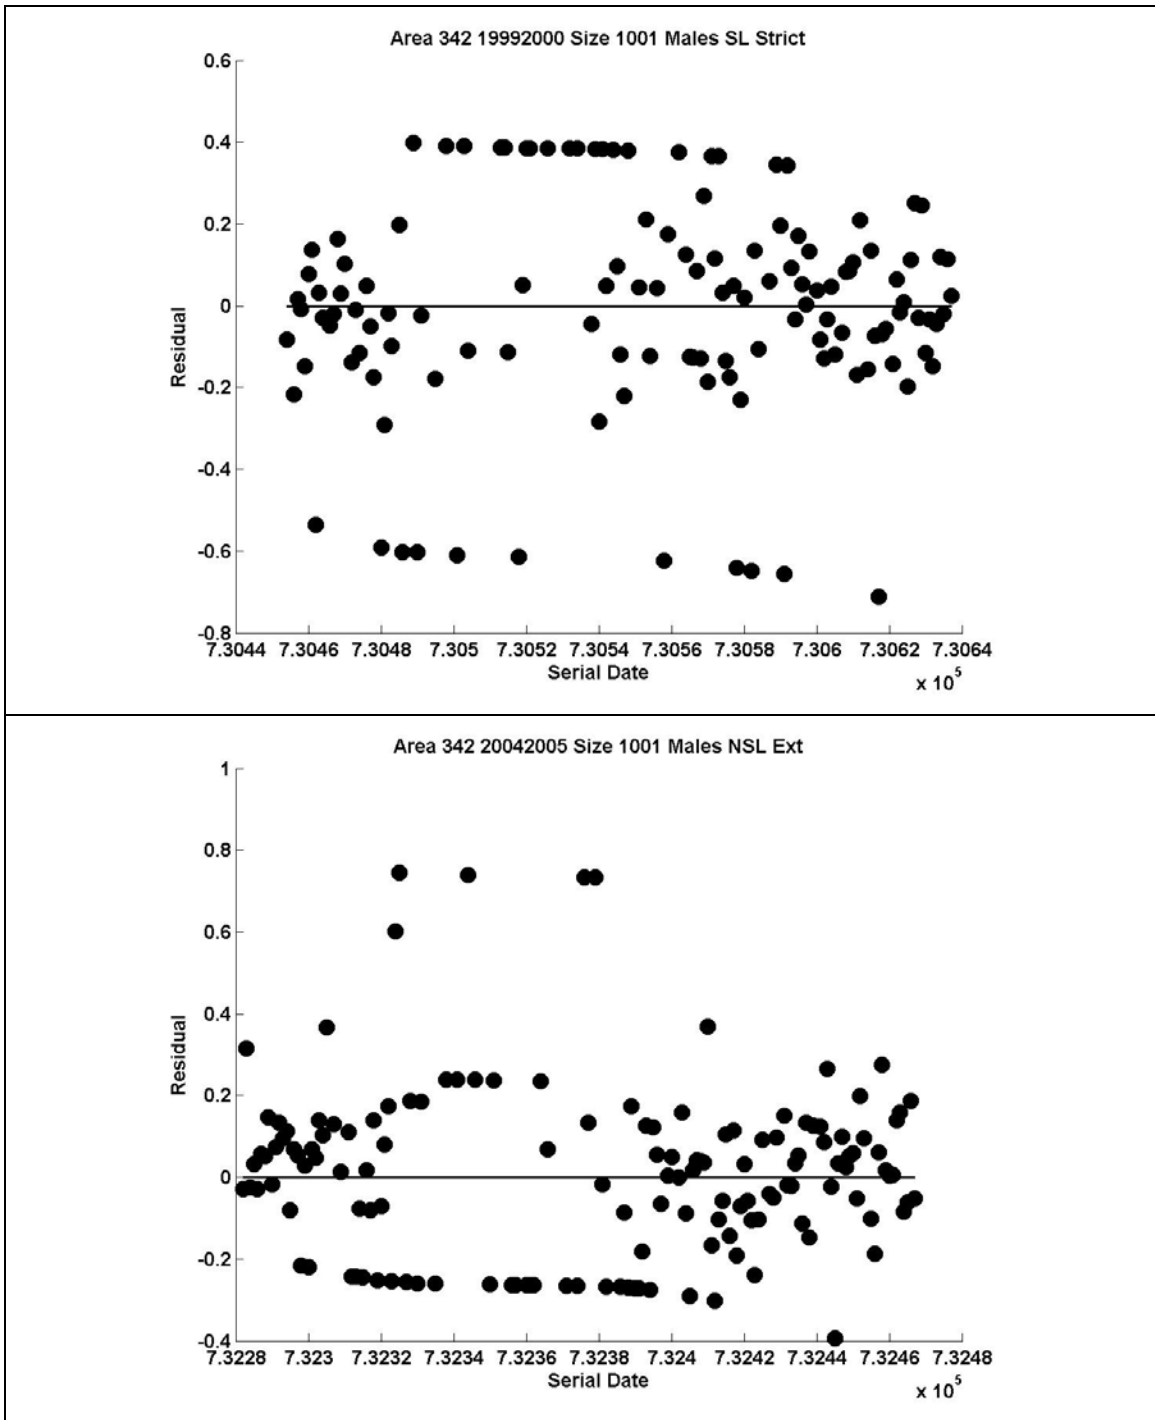 Area 342 19992000 Size 1001 Males SL Strict
0.6
0.4
0.2
0
-0.2
-0.4
-0.6
-0.8
Residual
7.3044 7.3046 7.3048 7.305 7.3052 7.3054 7.3056 7.3058 7.306 7.3062 7.3064
Serial Date
x 10^5
Area 342 20042005 Size 1001 Males NSL Ext
1
0.8
0.6
0.4
0.2
0
-0.2
-0.4
Residual
7.3228 7.323 7.3232 7.3234 7.3236 7.3238 7.324 7.3242 7.3244 7.3246 7.3248
Serial Date
x 10^5